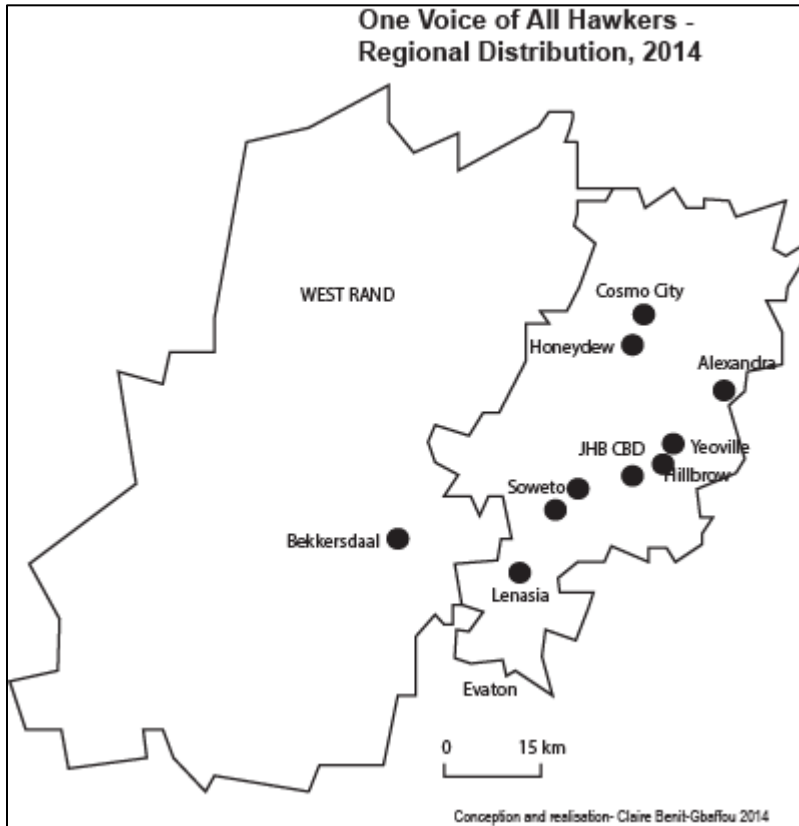 One Voice of All Hawkers -
Regional Distribution, 2014
WEST RAND
Cosmo City
Honeydew
Alexandra
Yeoville
JHB CBD
Hillbrow
Soweto
Bekkersdaal
Lenasia
Evaton
0 15 km
Conception and realisation- Claire Benit-Gbaffou 2014